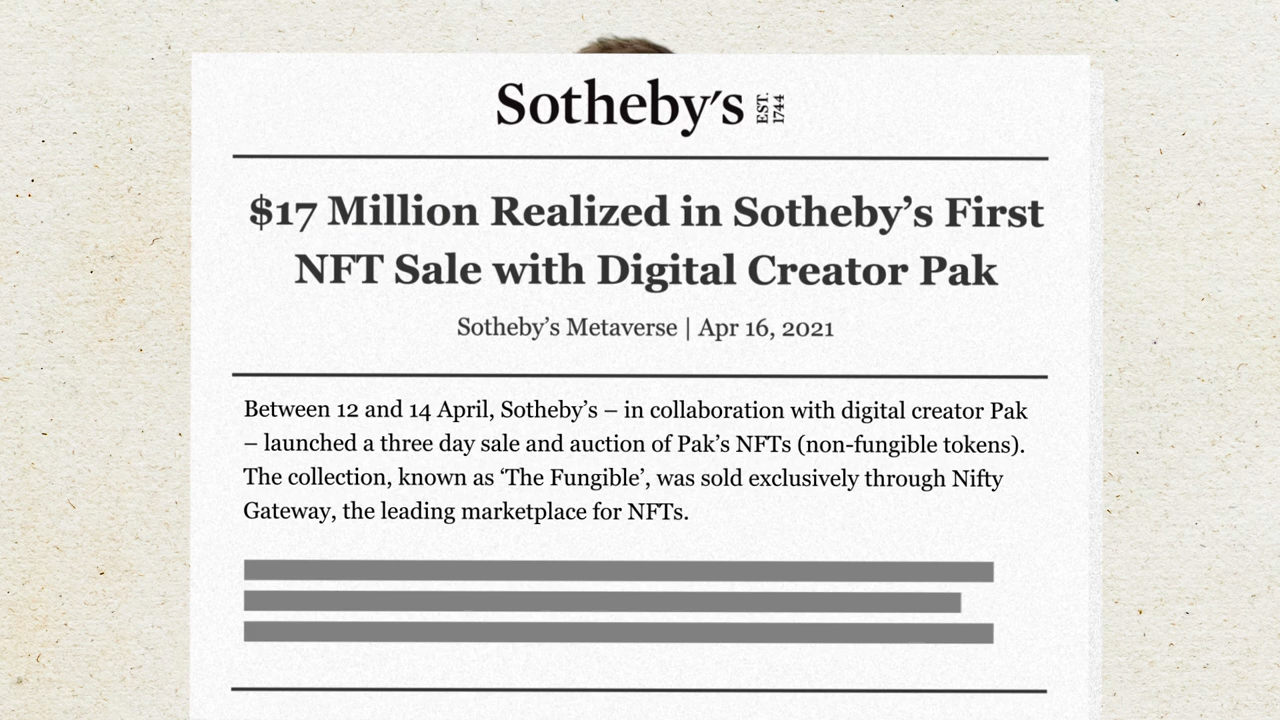 Sotheby's EST. 1744
$17 Million Realized in Sotheby’s First
NFT Sale with Digital Creator Pak
Sotheby’s Metaverse | Apr 16, 2021
Between 12 and 14 April, Sotheby’s – in collaboration with digital creator Pak
– launched a three day sale and auction of Pak’s NFTs (non-fungible tokens).
The collection, known as ‘The Fungible’, was sold exclusively through Nifty
Gateway, the leading marketplace for NFTs.